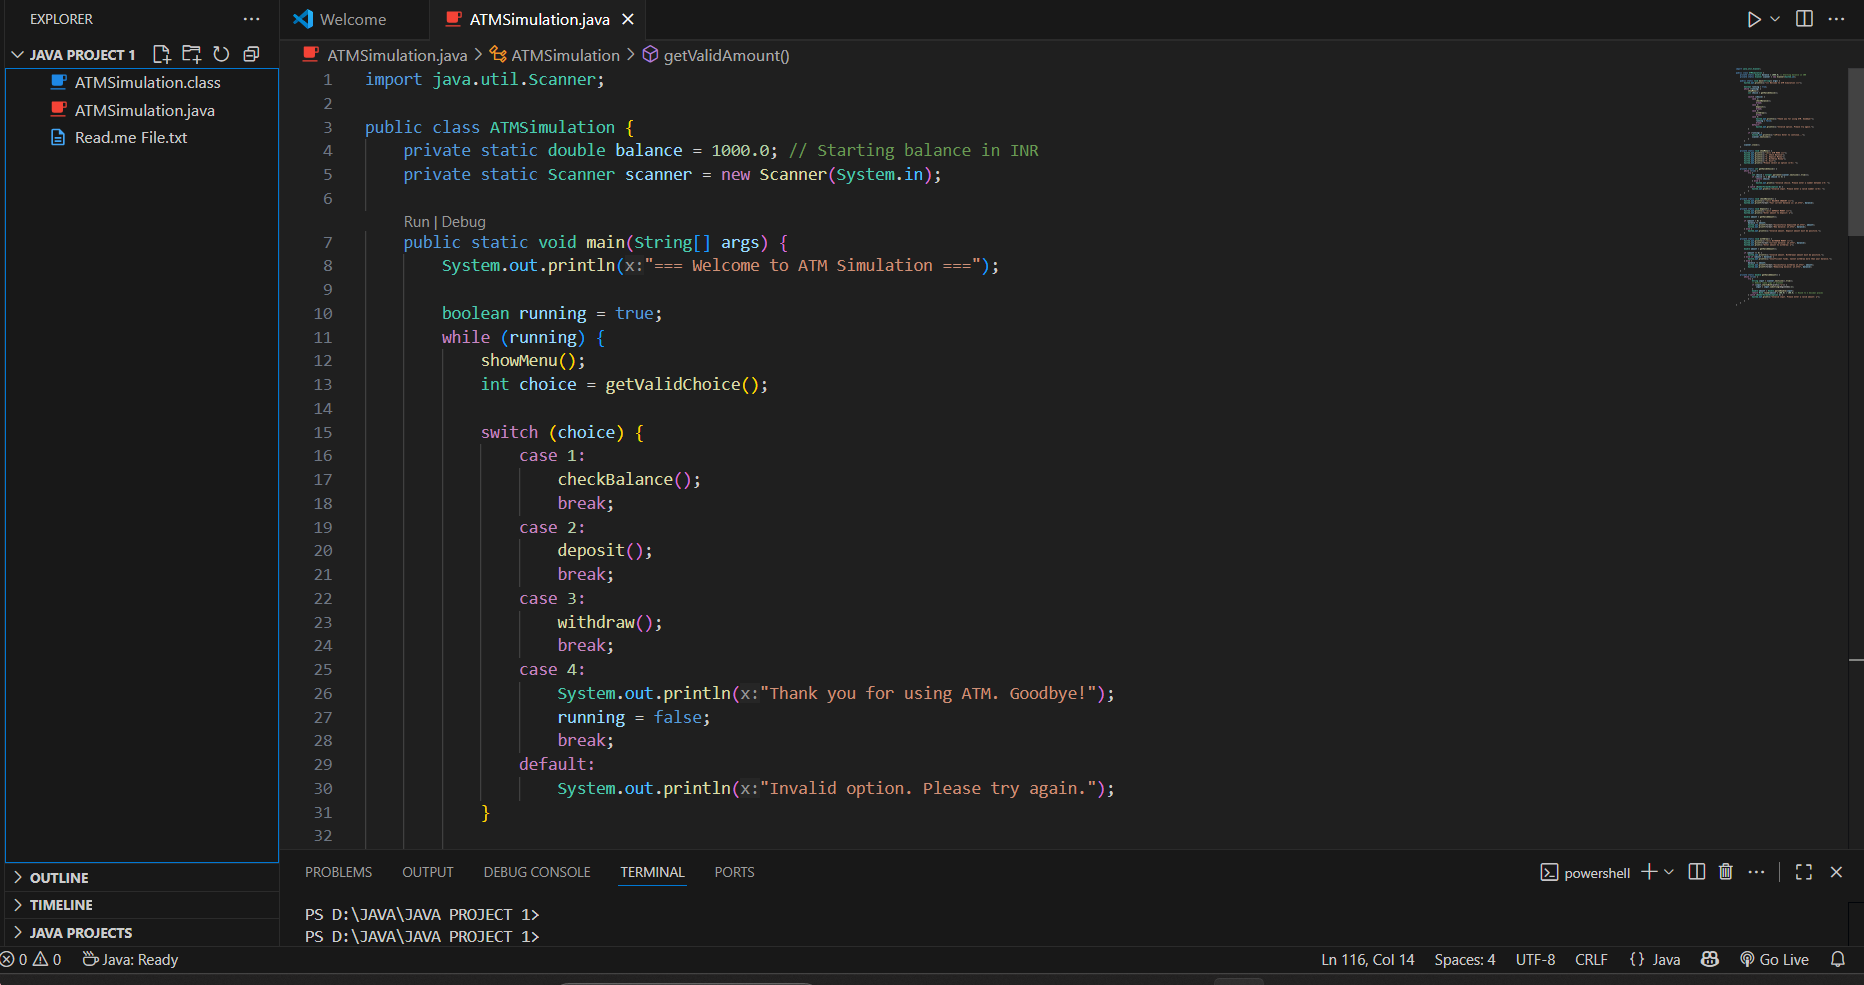 EXPLORER
JAVA PROJECT 1
ATMSimulation.class
ATMSimulation.java
Read.me File.txt
OUTLINE
TIMELINE
JAVA PROJECTS
Welcome
ATMSimulation.java
ATMSimulation.java > ATMSimulation > getValidAmount()
1 import java.util.Scanner;
2
3 public class ATMSimulation {
4 private static double balance = 1000.0; // Starting balance in INR
5 private static Scanner scanner = new Scanner(System.in);
6
Run | Debug
7 public static void main(String[] args) {
8 System.out.println(x:"=== Welcome to ATM Simulation ===");
9
10 boolean running = true;
11 while (running) {
12 showMenu();
13 int choice = getValidChoice();
14
15 switch (choice) {
16 case 1:
17 checkBalance();
18 break;
19 case 2:
20 deposit();
21 break;
22 case 3:
23 withdraw();
24 break;
25 case 4:
26 System.out.println(x:"Thank you for using ATM. Goodbye!");
27 running = false;
28 break;
29 default:
30 System.out.println(x:"Invalid option. Please try again.");
31 }
32
PROBLEMS OUTPUT DEBUG CONSOLE TERMINAL PORTS
powershell
PS D:\JAVA\JAVA PROJECT 1>
PS D:\JAVA\JAVA PROJECT 1>
0 0 Java: Ready
Ln 116, Col 14 Spaces: 4 UTF-8 CRLF {} Java Go Live